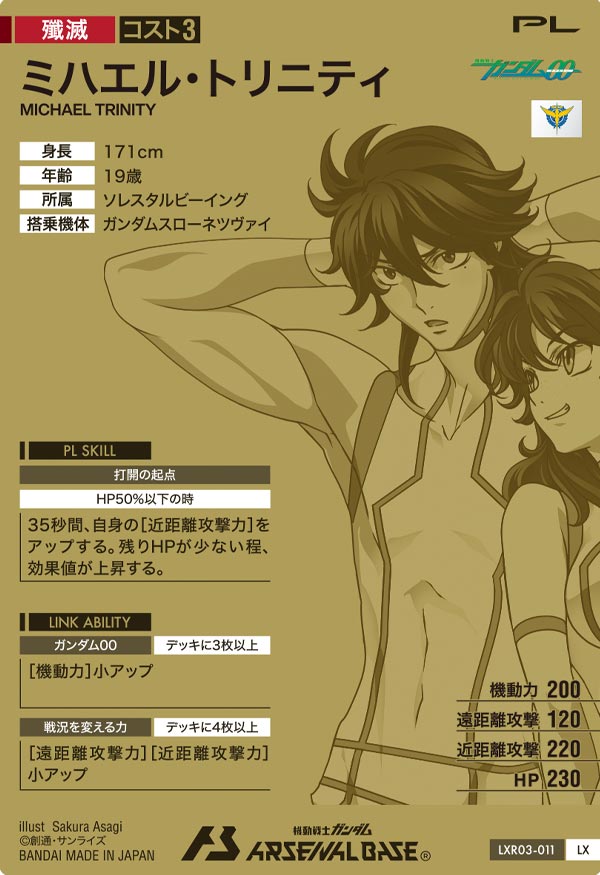 殲滅 コスト3 PL
ミハエル・トリニティ
MICHAEL TRINITY
ガンダム00
身長 171cm
年齢 19歳
所属 ソレスタルビーイング
搭乗機体 ガンダムスローネツヴァイ
PL SKILL
打開の起点
HP50%以下の時
35秒間、自身の[近距離攻撃力]を
アップする。残りHPが少ない程、
効果値が上昇する。
LINK ABILITY
ガンダム00 デッキに3枚以上
[機動力]小アップ
戦況を変える力 デッキに4枚以上
[遠距離攻撃力][近距離攻撃力]
小アップ
機動力 200
遠距離攻撃 120
近距離攻撃 220
HP 230
illust Sakura Asagi
©創通・サンライズ
BANDAI MADE IN JAPAN
機動戦士ガンダム
ARSENAL BASE®
LXR03-011 LX